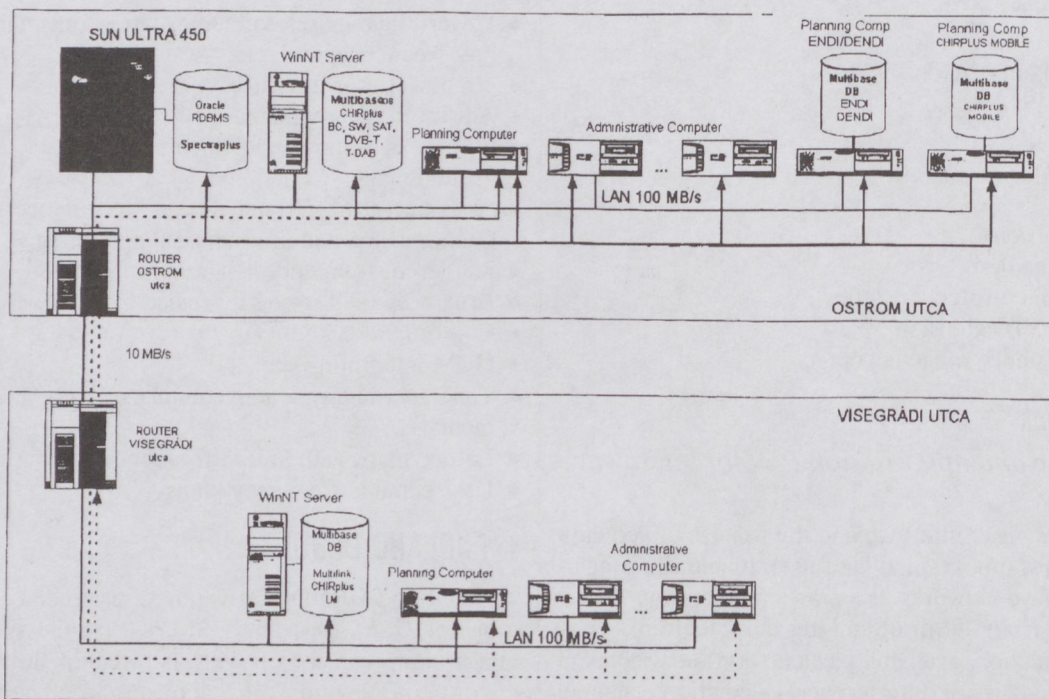 SUN ULTRA 450
WinNT Server
Oracle
RDBMS
Spectraplus
CHIRplus
BC, SW, SAT,
DVB-T,
T-DAB
Planning Computer
Administrative Computer
...
Planning Comp
ENDI/DENDI
Multibase
DB
ENDI
DENDI
Planning Comp
CHIRPLUS MOBILE
Multibase
DB
CHIRPLUS
MOBILE
LAN 100 MB/s
ROUTER
OSTROM
utca
OSTROM UTCA
10 MB/s
VISEGRÁDI UTCA
ROUTER
VISEGRÁDI
utca
WinNT Server
Multibase
DB
Multilink,
CHIRplus
LM
Planning Computer
Administrative
Computer
LAN 100 MB/s